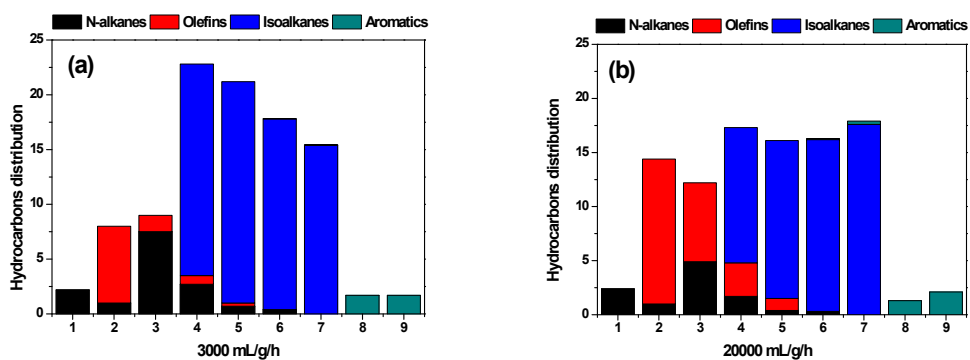 N-alkanes Olefins Isoalkanes Aromatics
(a)
Hydrocarbons distribution
25
20
15
10
5
0
1 2 3 4 5 6 7 8 9
3000 mL/g/h
N-alkanes Olefins Isoalkanes Aromatics
(b)
Hydrocarbons distribution
25
20
15
10
5
0
1 2 3 4 5 6 7 8 9
20000 mL/g/h